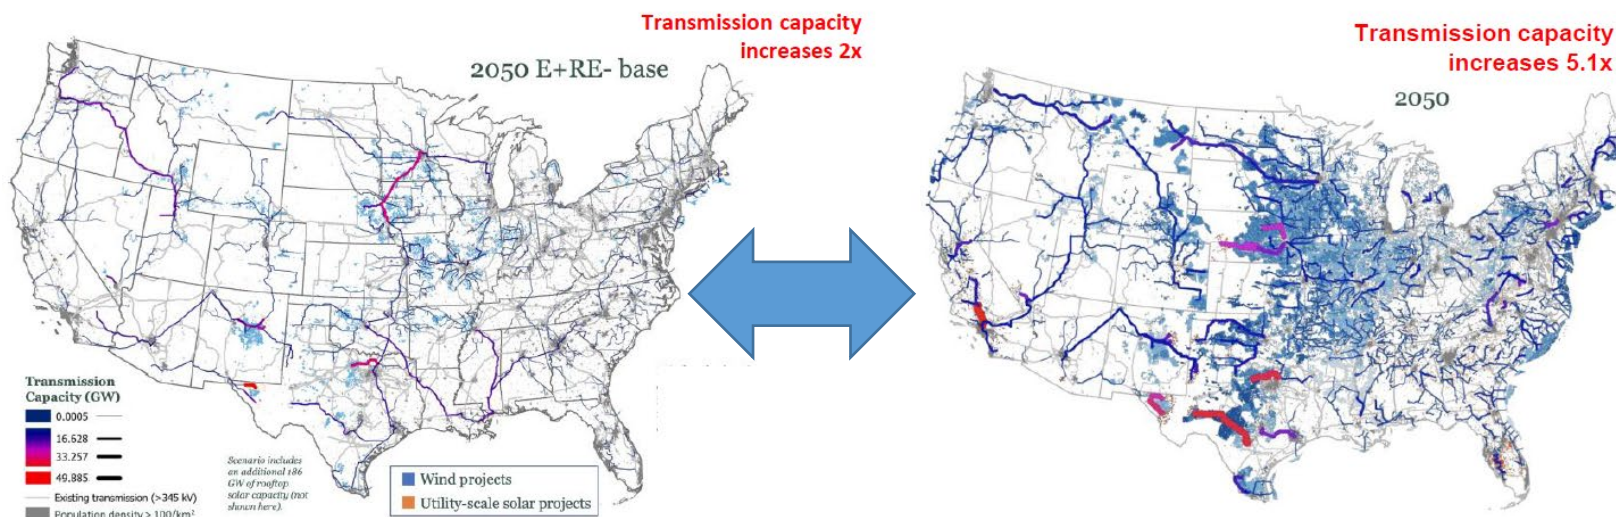 Transmission capacity
increases 2x
2050 E+RE- base
Transmission
Capacity (GW)
0.0005
16.628
33.257
49.885
Existing transmission (>345 kV)
Population density > 100/km²
Scenario includes
an additional 186
GW of rooftop
solar capacity (not
shown here).
Wind projects
Utility-scale solar projects
Transmission capacity
increases 5.1x
2050